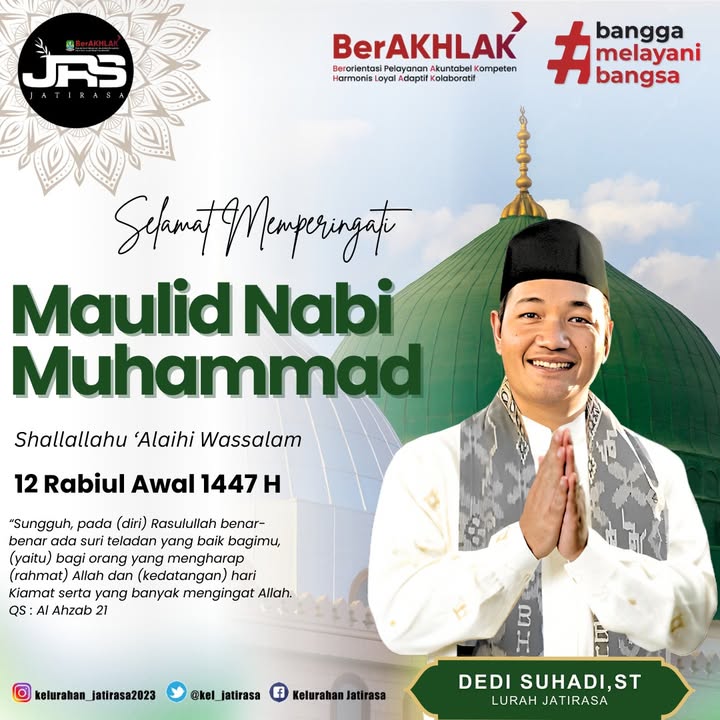 BerAKHLAK
JRS
JATIRASA
BerAKHLAK
Berorientasi Pelayanan Akuntabel Kompeten
Harmonis Loyal Adaptif Kolaboratif
#bangga
melayani
bangsa
Selamat Memperingati
Maulid Nabi
Muhammad
Shallallahu ‘Alaihi Wassalam
12 Rabiul Awal 1447 H
“Sungguh, pada (diri) Rasulullah benar-
benar ada suri teladan yang baik bagimu,
(yaitu) bagi orang yang mengharap
(rahmat) Allah dan (kedatangan) hari
Kiamat serta yang banyak mengingat Allah.
QS : Al Ahzab 21
DEDI SUHADI,ST
LURAH JATIRASA
kelurahan_jatirasa2023 @kel_jatirasa Kelurahan Jatirasa